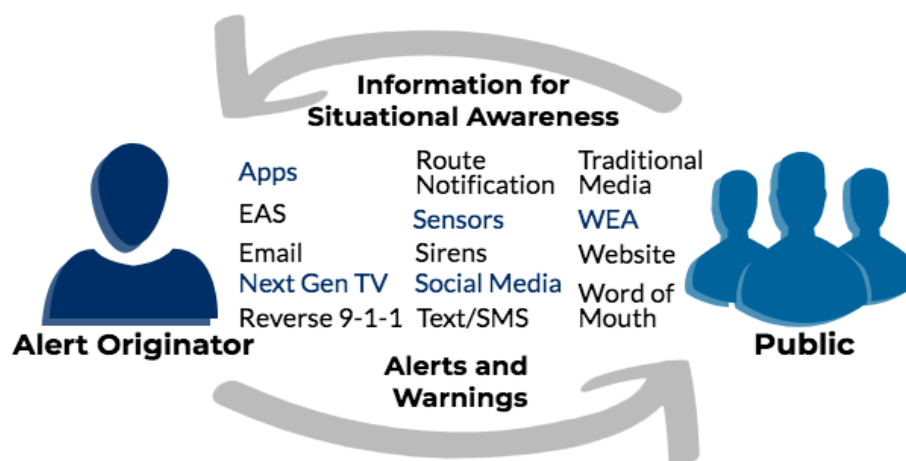 Information for
Situational Awareness
Apps
EAS
Email
Next Gen TV
Reverse 9-1-1
Route
Notification
Sensors
Sirens
Social Media
Text/SMS
Traditional
Media
WEA
Website
Word of
Mouth
Alert Originator
Public
Alerts and
Warnings